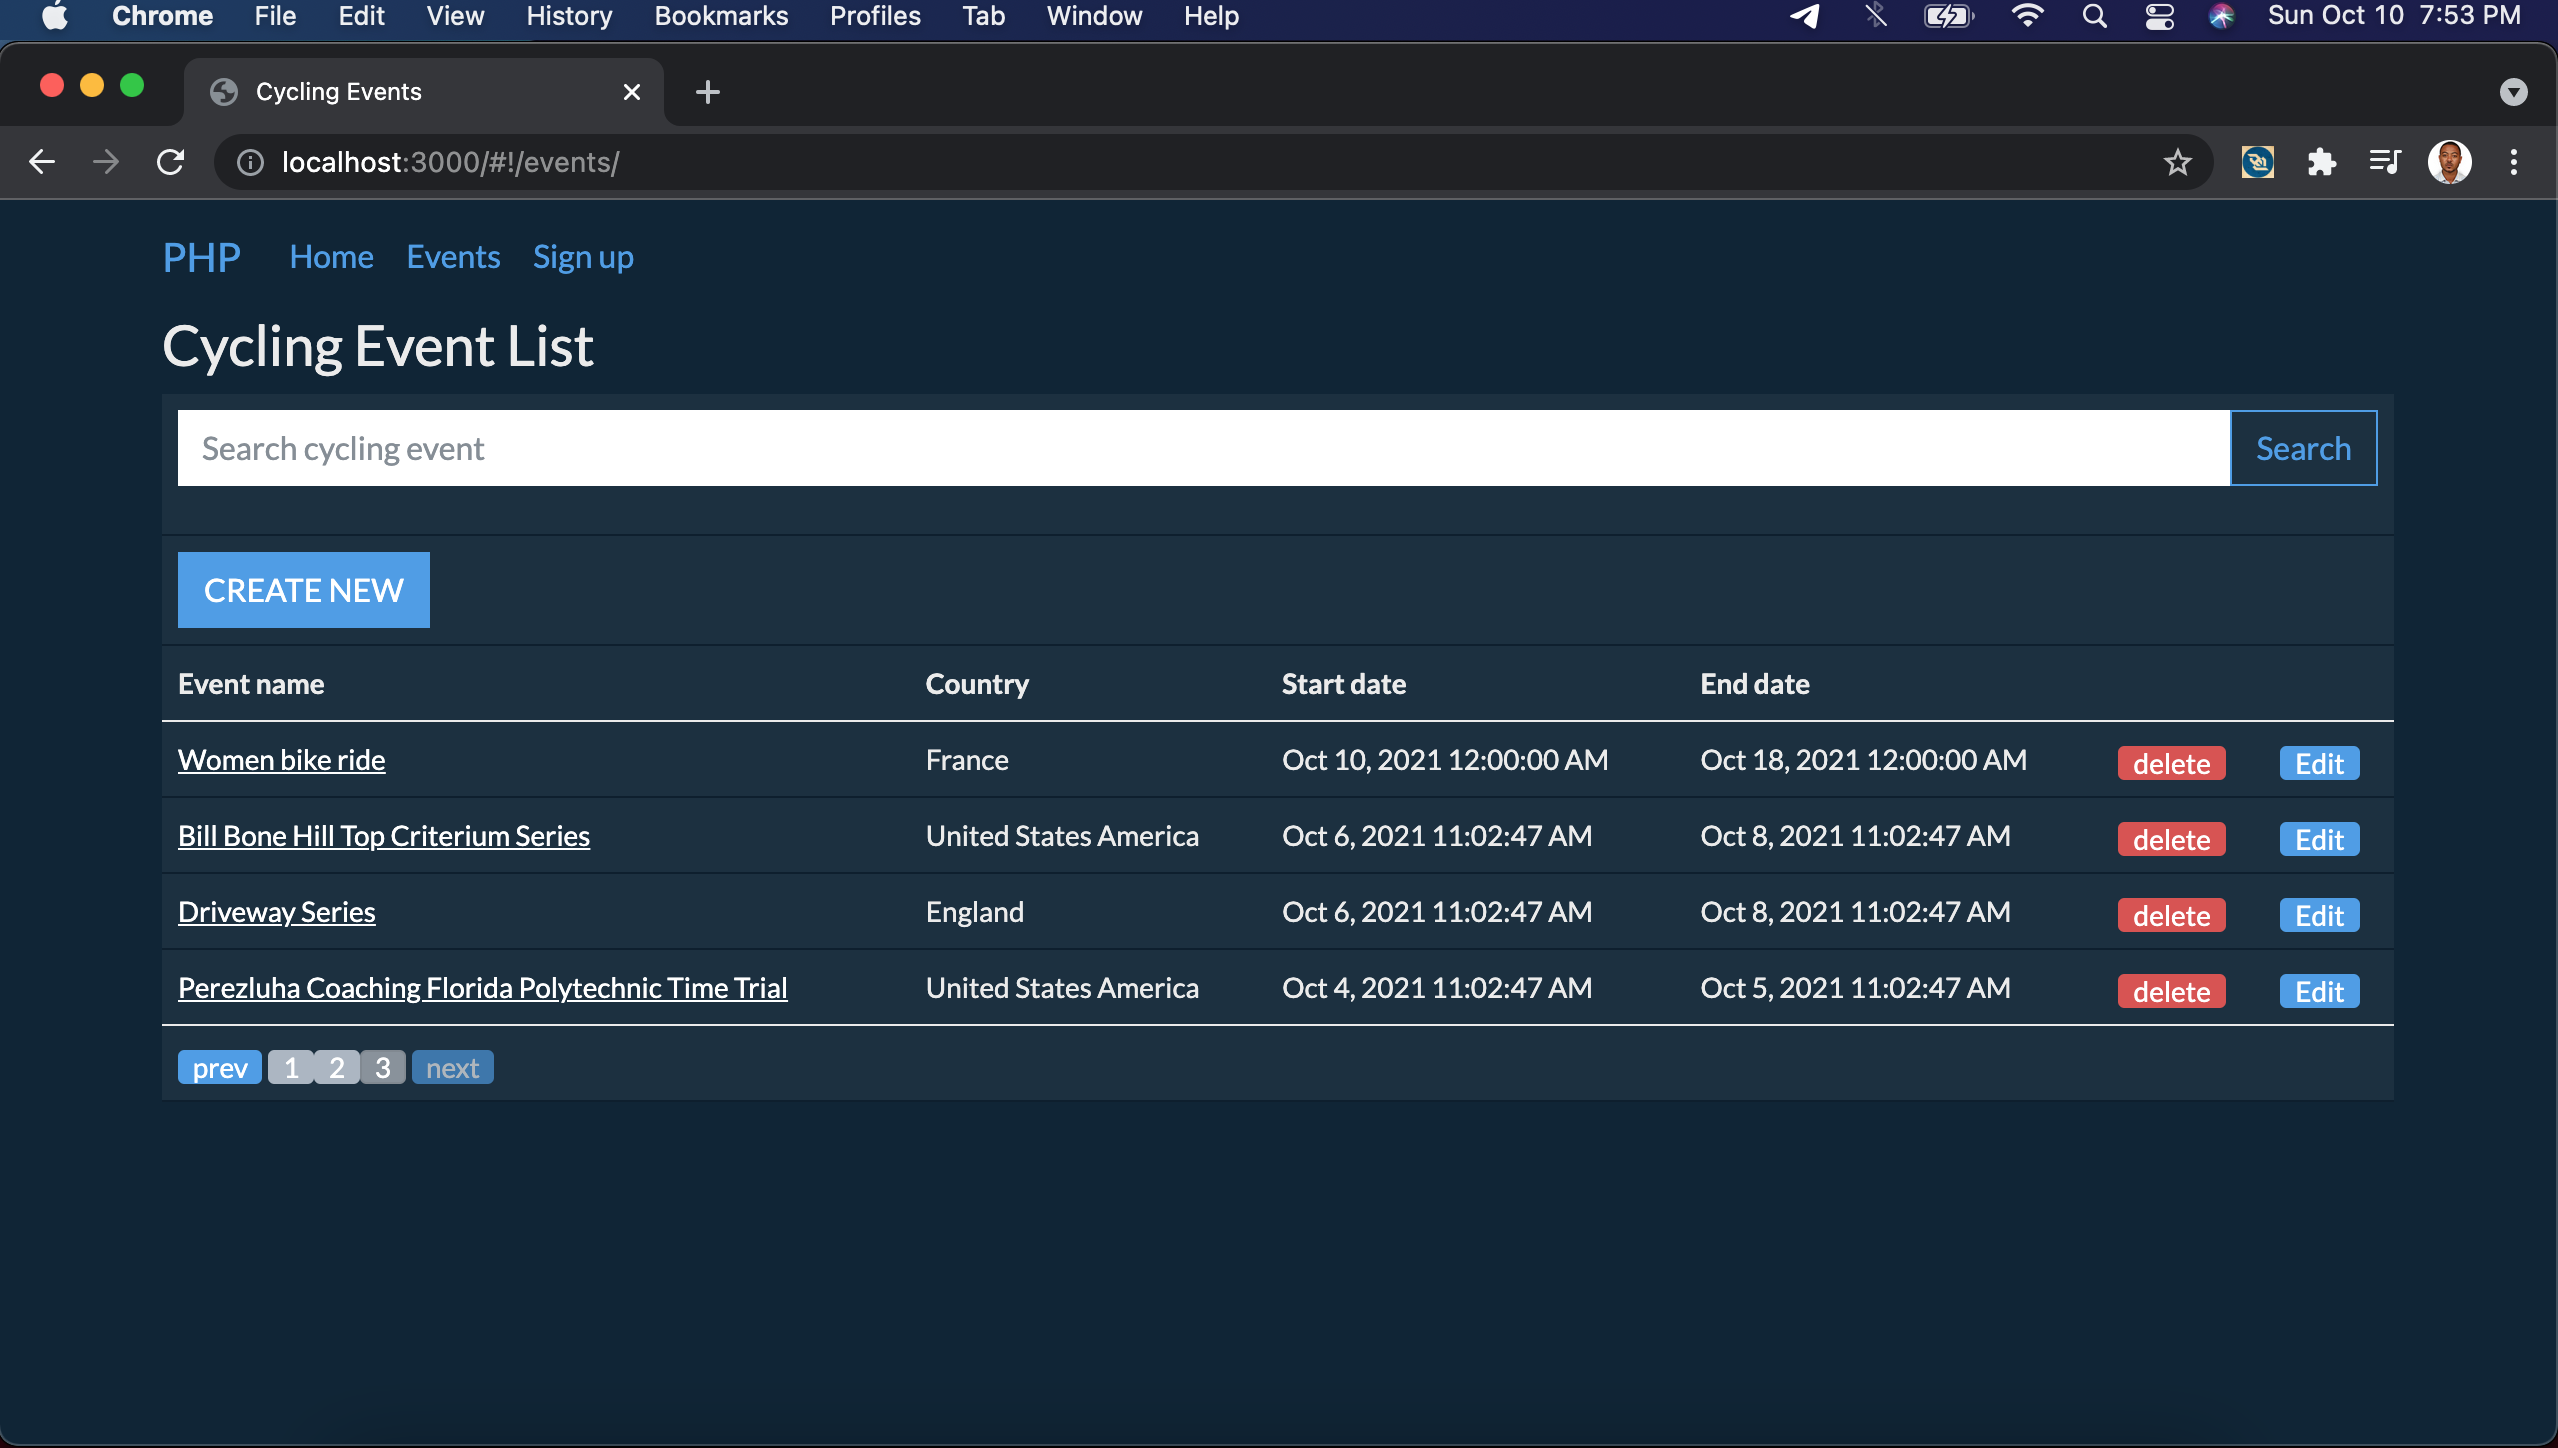 Chrome File Edit View History Bookmarks Profiles Tab Window Help Sun Oct 10 7:53 PM
Cycling Events
localhost:3000/#!/events/
PHP Home Events Sign up
Cycling Event List
Search cycling event Search
CREATE NEW
Event name Country Start date End date
Women bike ride France Oct 10, 2021 12:00:00 AM Oct 18, 2021 12:00:00 AM delete Edit
Bill Bone Hill Top Criterium Series United States America Oct 6, 2021 11:02:47 AM Oct 8, 2021 11:02:47 AM delete Edit
Driveway Series England Oct 6, 2021 11:02:47 AM Oct 8, 2021 11:02:47 AM delete Edit
Perezluha Coaching Florida Polytechnic Time Trial United States America Oct 4, 2021 11:02:47 AM Oct 5, 2021 11:02:47 AM delete Edit
prev 1 2 3 next